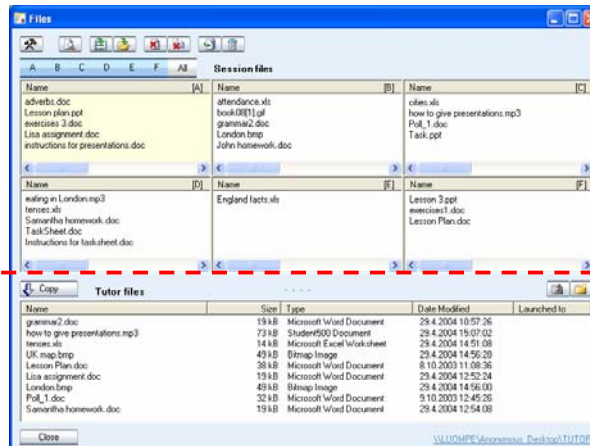 Files
A B C D E F All Session files
Name [A]
adverbs.doc
Lesson plan.ppt
exercises 3.doc
Lisa assignment.doc
instructions for presentations.doc
Name [B]
attendance.xls
book08[1].gif
grammar2.doc
London.bmp
John homework.doc
Name [C]
cities.xls
how to give presentations.mp3
Poll_1.doc
Task.ppt
Name [D]
eating in London.mp3
tenses.xls
Samantha homework.doc
TaskSheet.doc
Instructions for tasksheet.doc
Name [E]
England facts.xls
Name [F]
Lesson 3.ppt
exercises1.doc
Lesson Plan.doc
Copy Tutor files
Name Size Type Date Modified Launched to
grammar2.doc 19 kB Microsoft Word Document 29.4.2004 10:57:26
how to give presentations.mp3 73 kB Student500 Document 29.4.2004 15:07:02
tenses.xls 14 kB Microsoft Excel Worksheet 29.4.2004 14:51:08
UK map.bmp 49 kB Bitmap Image 29.4.2004 14:56:28
Lesson Plan.doc 38 kB Microsoft Word Document 8.10.2003 11:08:36
Lisa assignment.doc 19 kB Microsoft Word Document 29.4.2004 12:52:24
London.bmp 49 kB Bitmap Image 29.4.2004 14:56:00
Poll_1.doc 32 kB Microsoft Word Document 9.10.2003 12:45:26
Samantha homework.doc 19 kB Microsoft Word Document 29.4.2004 12:54:08
Close \\LUOMPE\Anonymous_Desktop\TUTOR